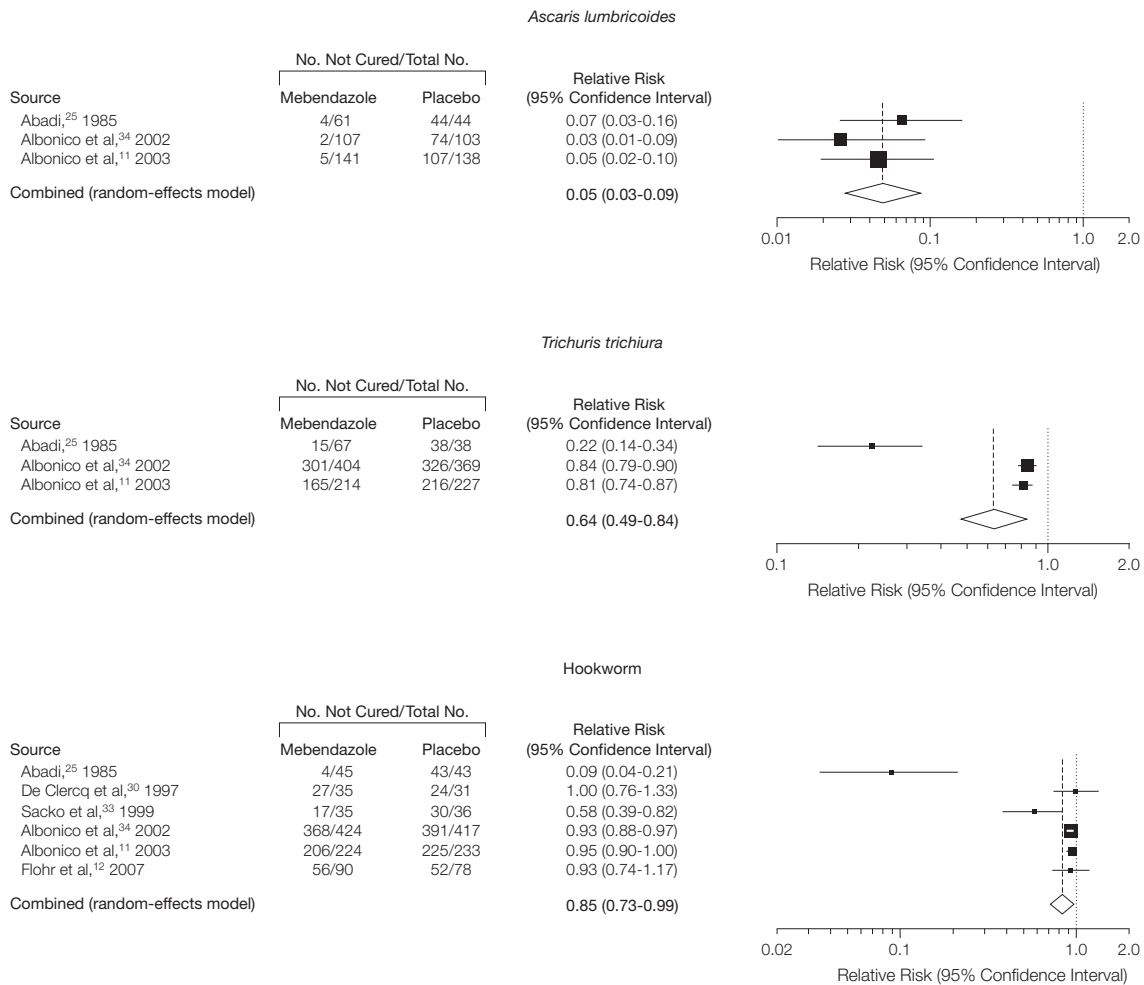 Ascaris lumbricoides
No. Not Cured/Total No.
Relative Risk
Source Mebendazole Placebo (95% Confidence Interval)
Abadi,25 1985 4/61 44/44 0.07 (0.03-0.16)
Albonico et al,34 2002 2/107 74/103 0.03 (0.01-0.09)
Albonico et al,11 2003 5/141 107/138 0.05 (0.02-0.10)
Combined (random-effects model) 0.05 (0.03-0.09)
0.01 0.1 1.0 2.0
Relative Risk (95% Confidence Interval)
Trichuris trichiura
No. Not Cured/Total No.
Relative Risk
Source Mebendazole Placebo (95% Confidence Interval)
Abadi,25 1985 15/67 38/38 0.22 (0.14-0.34)
Albonico et al,34 2002 301/404 326/369 0.84 (0.79-0.90)
Albonico et al,11 2003 165/214 216/227 0.81 (0.74-0.87)
Combined (random-effects model) 0.64 (0.49-0.84)
0.1 1.0 2.0
Relative Risk (95% Confidence Interval)
Hookworm
No. Not Cured/Total No.
Relative Risk
Source Mebendazole Placebo (95% Confidence Interval)
Abadi,25 1985 4/45 43/43 0.09 (0.04-0.21)
De Clercq et al,30 1997 27/35 24/31 1.00 (0.76-1.33)
Sacko et al,33 1999 17/35 30/36 0.58 (0.39-0.82)
Albonico et al,34 2002 368/424 391/417 0.93 (0.88-0.97)
Albonico et al,11 2003 206/224 225/233 0.95 (0.90-1.00)
Flohr et al,12 2007 56/90 52/78 0.93 (0.74-1.17)
Combined (random-effects model) 0.85 (0.73-0.99)
0.02 0.1 1.0 2.0
Relative Risk (95% Confidence Interval)